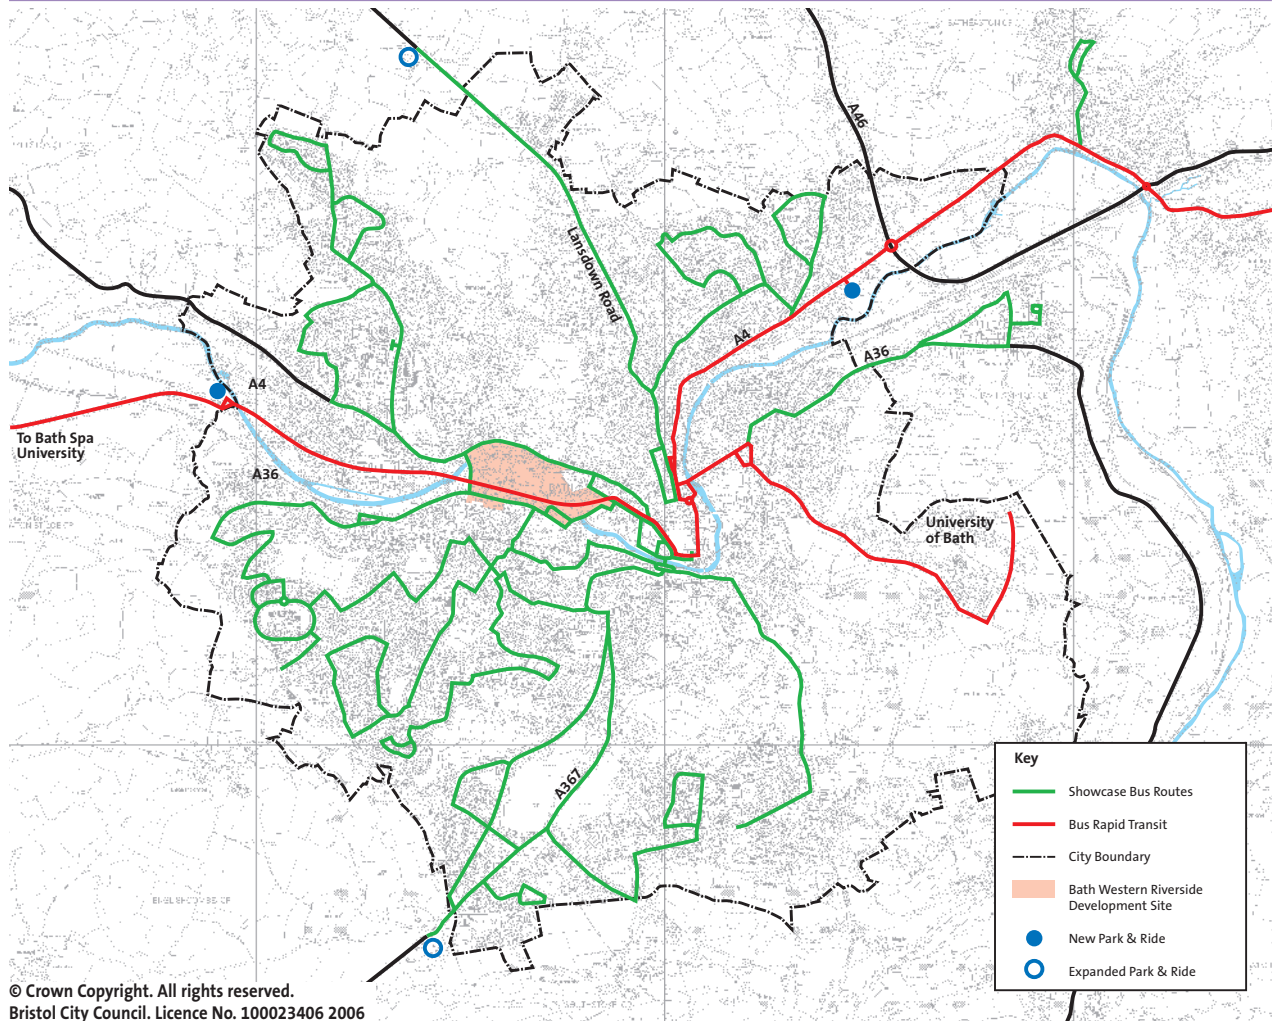 A46
Lansdown Road
A4
A36
A4
To Bath Spa
University
A36
University
of Bath
A367
Key
Showcase Bus Routes
Bus Rapid Transit
City Boundary
Bath Western Riverside
Development Site
New Park & Ride
Expanded Park & Ride
© Crown Copyright. All rights reserved.
Bristol City Council. Licence No. 100023406 2006